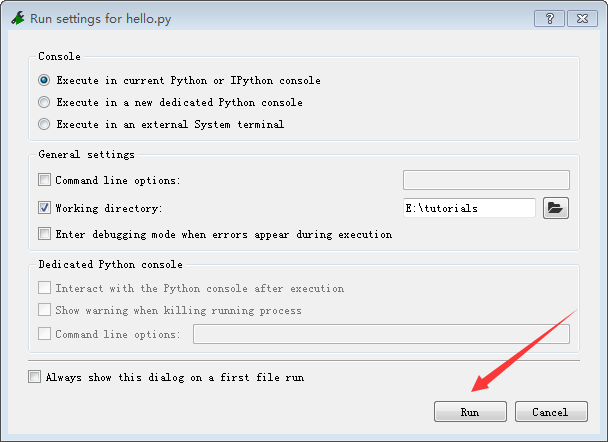 Run settings for hello.py
Console
Execute in current Python or IPython console
Execute in a new dedicated Python console
Execute in an external System terminal
General settings
Command line options:
Working directory: E:\tutorials
Enter debugging mode when errors appear during execution
Dedicated Python console
Interact with the Python console after execution
Show warning when killing running process
Command line options:
Always show this dialog on a first file run
Run Cancel